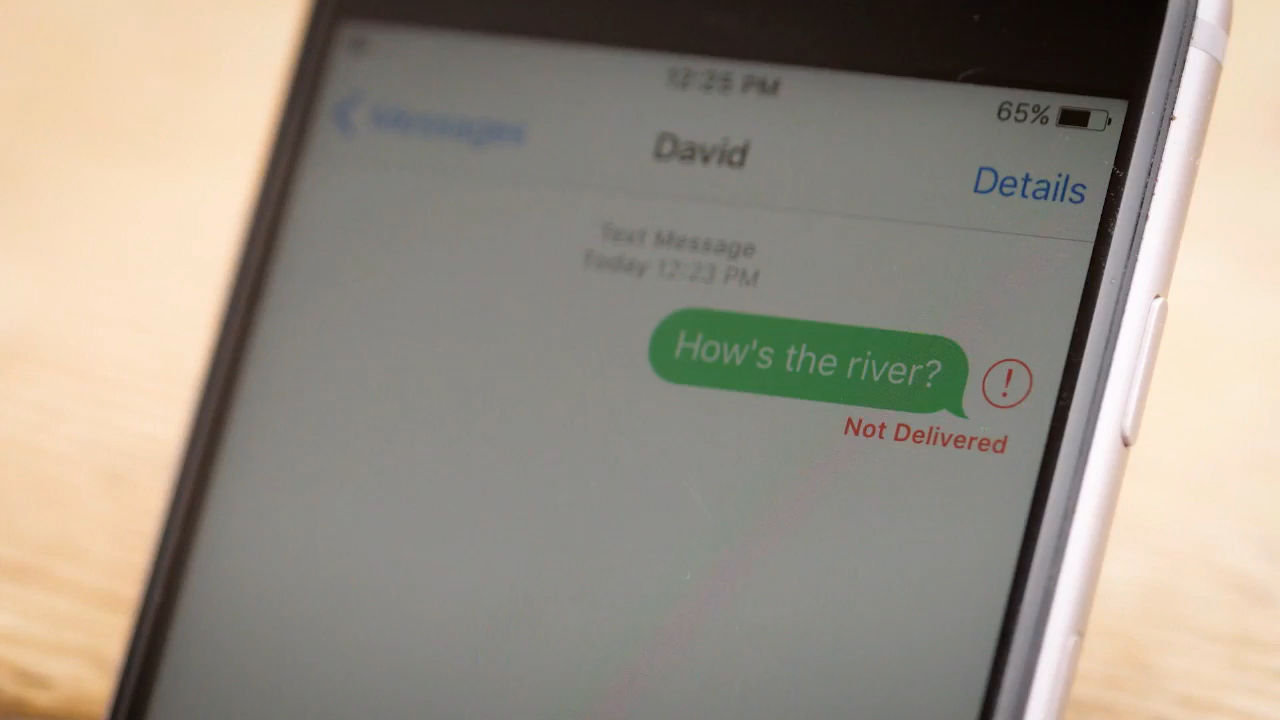 12:25 PM
65%
Messages
David
Details
Text Message
Today 12:23 PM
How's the river?
!
Not Delivered